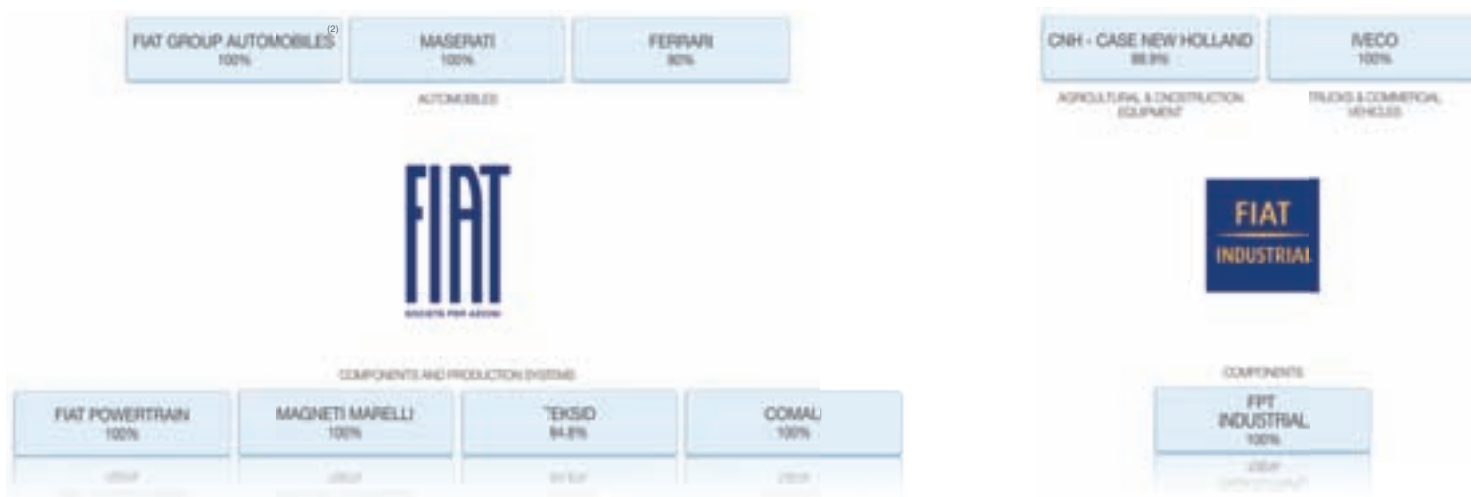 FIAT GROUP AUTOMOBILES (2)
100%
MASERATI
100%
FERRARI
90%
AUTOMOBILES
FIAT
SOCIETÀ PER AZIONI
COMPONENTS AND PRODUCTION SYSTEMS
FIAT POWERTRAIN
100%
MAGNETI MARELLI
100%
TEKSID
84.8%
COMAU
100%
CNH - CASE NEW HOLLAND
88.9%
AGRICULTURAL & CNOSTRUCTION
EQUIPMENT
IVECO
100%
TRUCKS & COMMERCIAL
VEHICLES
FIAT
INDUSTRIAL
COMPONENTS
FPT
INDUSTRIAL
100%